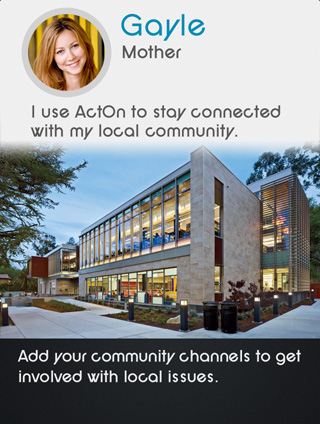 Gayle
Mother
I use ActOn to stay connected
with my local community.
Add your community channels to get
involved with local issues.